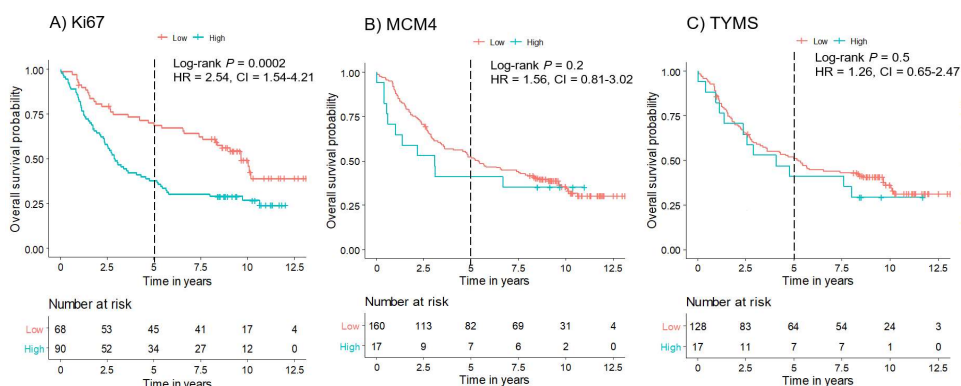 A) Ki67
Low High
Log-rank P = 0.0002
HR = 2.54, CI = 1.54-4.21
Overall survival probability
1.00
0.75
0.50
0.25
0.00
0 2.5 5 7.5 10 12.5
Time in years
Number at risk
Low 68 53 45 41 17 4
High 90 52 34 27 12 0
0 2.5 5 7.5 10 12.5
Time in years
B) MCM4
Low High
Log-rank P = 0.2
HR = 1.56, CI = 0.81-3.02
Overall survival probability
1.00
0.75
0.50
0.25
0.00
0 2.5 5 7.5 10 12.5
Time in years
Number at risk
Low 160 113 82 69 31 4
High 17 9 7 6 2 0
0 2.5 5 7.5 10 12.5
Time in years
C) TYMS
Low High
Log-rank P = 0.5
HR = 1.26, CI = 0.65-2.47
Overall survival probability
1.00
0.75
0.50
0.25
0.00
0 2.5 5 7.5 10 12.5
Time in years
Number at risk
Low 128 83 64 54 24 3
High 17 11 7 7 1 0
0 2.5 5 7.5 10 12.5
Time in years